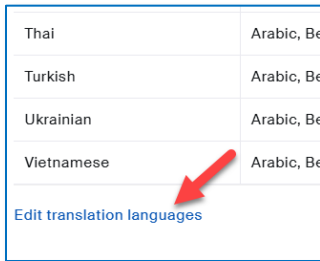 Thai Arabic, Be
Turkish Arabic, Be
Ukrainian Arabic, Be
Vietnamese Arabic, Be
Edit translation languages